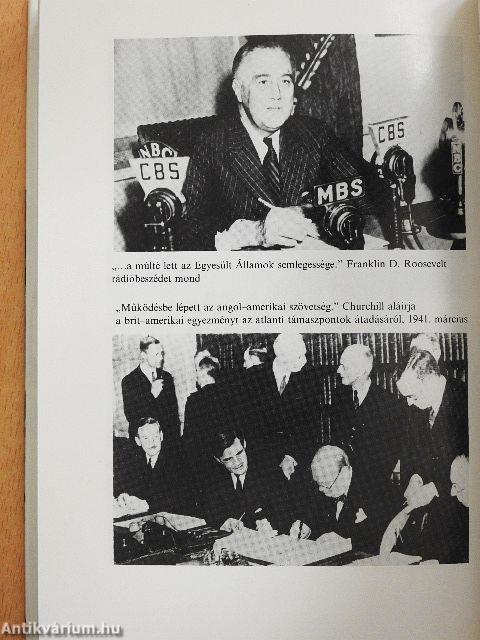 NBC
CBS
MBS
CBS
„...a múlté lett az Egyesült Államok semlegessége.” Franklin D. Roosevelt
rádióbeszédet mond
„Működésbe lépett az angol–amerikai szövetség.” Churchill aláírja
a brit–amerikai egyezményt az atlanti támaszpontok átadásáról, 1941. március
Antikvárium.hu